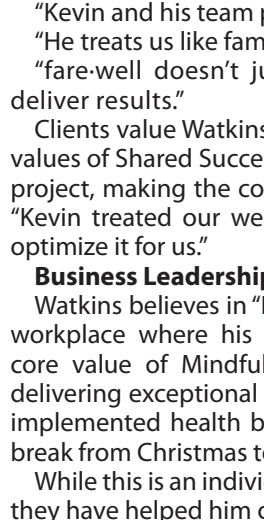 “Kevin and his team p
“He treats us like fam
“fare·well doesn’t ju
deliver results.”
Clients value Watkins
values of Shared Succe
project, making the co
“Kevin treated our we
optimize it for us.”
Business Leadership
Watkins believes in “
workplace where his
core value of Mindful
delivering exceptional
implemented health b
break from Christmas t
While this is an indivi
they have helped him